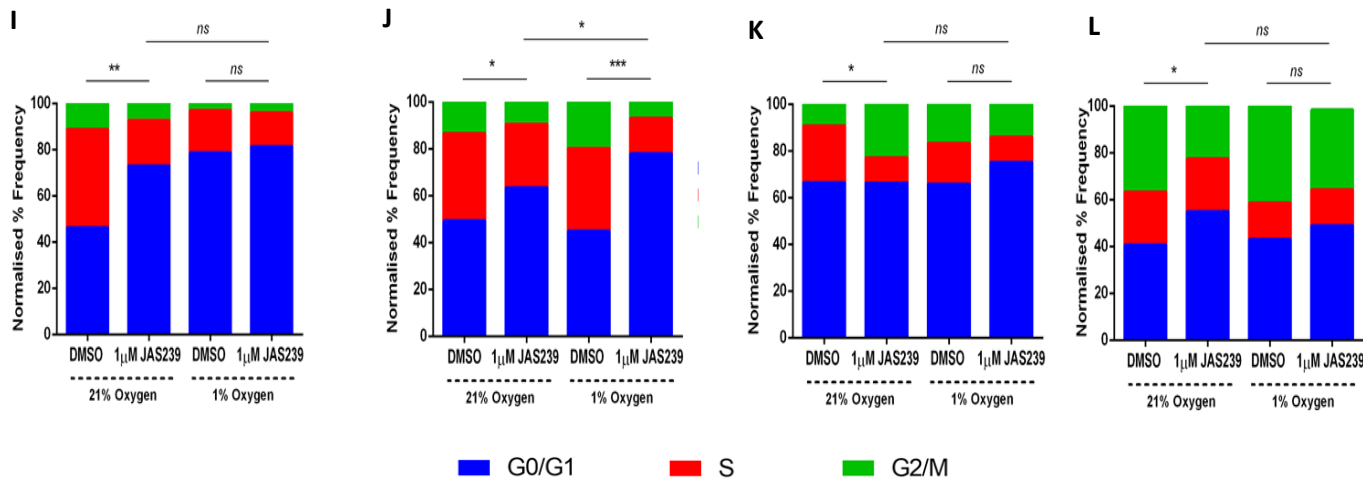 I
ns
**
ns
Normalised % Frequency
100
80
60
40
20
0
DMSO 1μM JAS239 DMSO 1μM JAS239
21% Oxygen 1% Oxygen
J
*
*
***
Normalised % Frequency
100
80
60
40
20
0
DMSO 1μM JAS239 DMSO 1μM JAS239
21% Oxygen 1% Oxygen
K
ns
*
ns
Normalised % Frequency
100
80
60
40
20
0
DMSO 1μM JAS239 DMSO 1μM JAS239
21% Oxygen 1% Oxygen
L
ns
*
ns
Normalised % Frequency
100
80
60
40
20
0
DMSO 1μM JAS239 DMSO 1μM JAS239
21% Oxygen 1% Oxygen
G0/G1 S G2/M